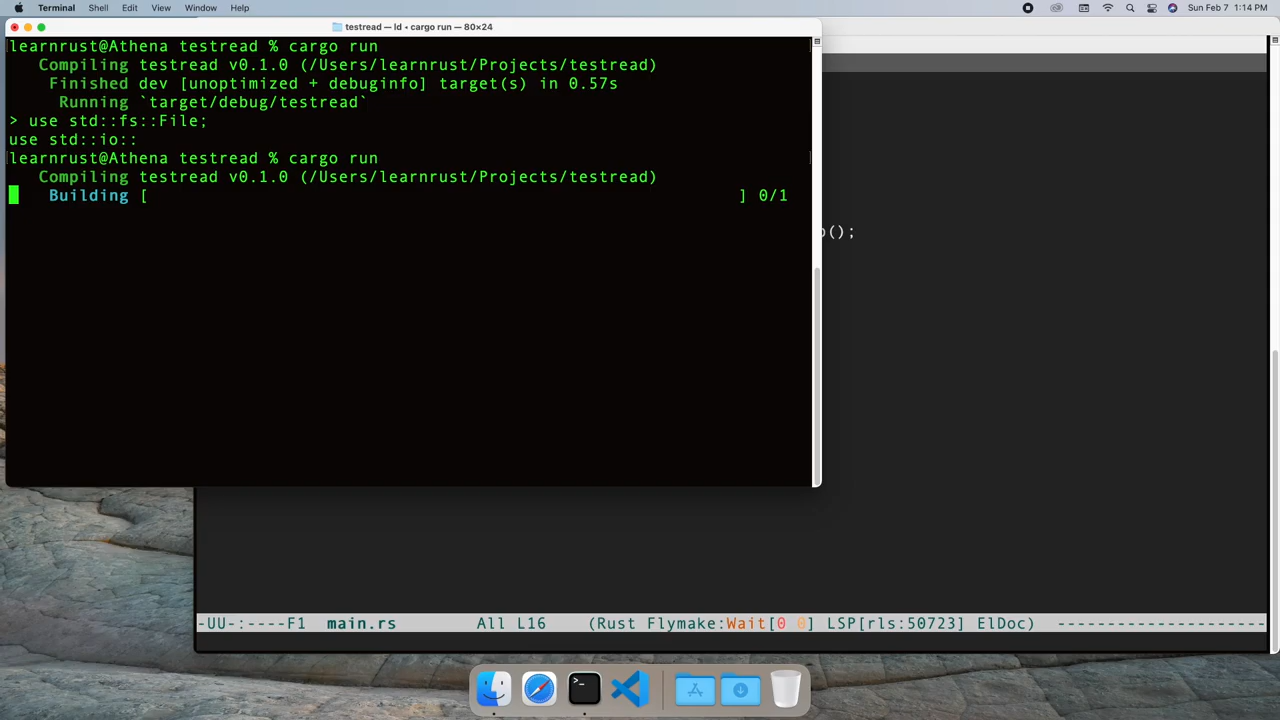 Terminal Shell Edit View Window Help Sun Feb 7 1:14 PM
testread — ld ◂ cargo run — 80×24
learnrust@Athena testread % cargo run
Compiling testread v0.1.0 (/Users/learnrust/Projects/testread)
Finished dev [unoptimized + debuginfo] target(s) in 0.57s
Running `target/debug/testread`
> use std::fs::File;
use std::io::
learnrust@Athena testread % cargo run
Compiling testread v0.1.0 (/Users/learnrust/Projects/testread)
Building [ ] 0/1
();
-UU-:----F1 main.rs All L16 (Rust Flymake:Wait[0 0] LSP[rls:50723] ElDoc) ---------------------